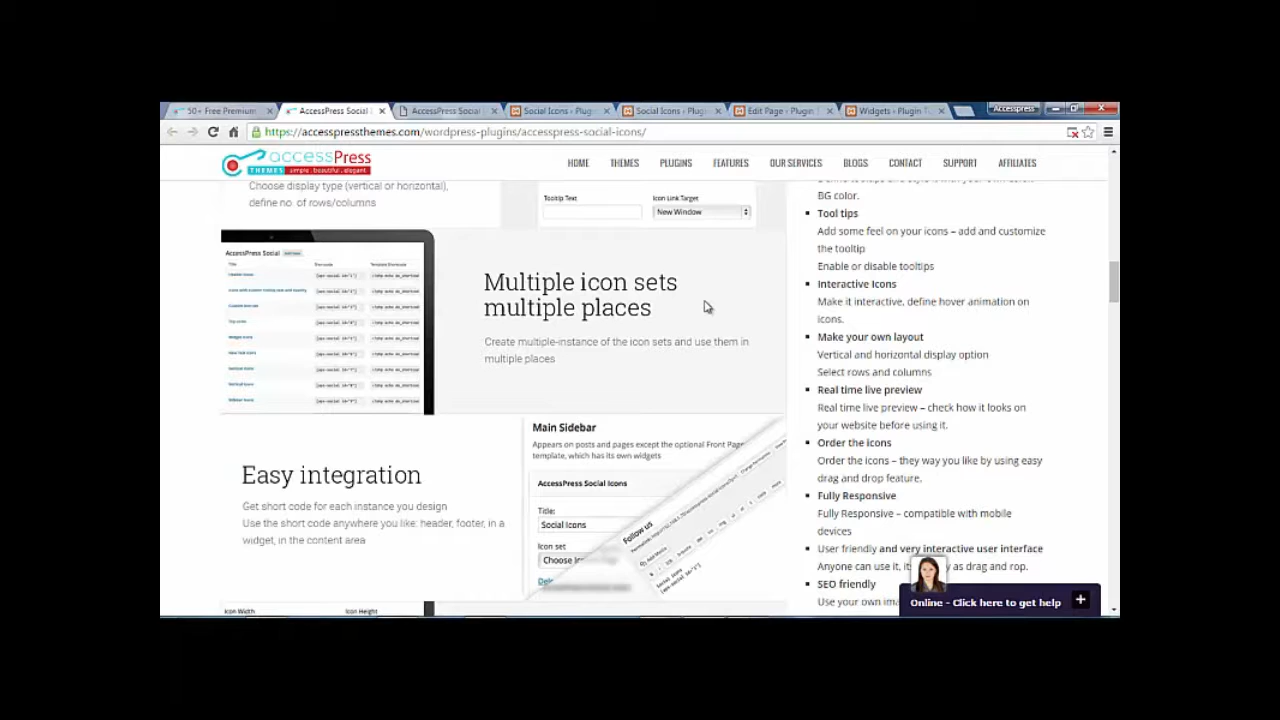 50+ Free Premium
AccessPress Social
AccessPress Social
Social Icons ‹ Plug
Social Icons ‹ Plug
Edit Page ‹ Plugin
Widgets ‹ Plugin T
Accesspress
https://accesspressthemes.com/wordpress-plugins/accesspress-social-icons/
accessPress
THEMES simple . beautiful . elegant
HOME THEMES PLUGINS FEATURES OUR SERVICES BLOGS CONTACT SUPPORT AFFILIATES
Choose display type (vertical or horizontal),
define no of rows/columns
Tooltip Text
Icon Link Target
New Window
AccessPress Social
Title
Multiple icon sets
multiple places
Create multiple-instance of the icon sets and use them in
multiple places
Easy integration
Get short code for each instance you design
Use the short code anywhere you like: header, footer, in a
widget, in the content area
Main Sidebar
Appears on posts and pages except the optional Front Page
template, which has its own widgets
AccessPress Social Icons
Title:
Social Icons
Icon set
Choose Icon
Follow us
Icon Width
Icon Height
BG color.
Tool tips
Add some feel on your icons – add and customize
the tooltip
Enable or disable tooltips
Interactive Icons
Make it interactive, define hover animation on
icons.
Make your own layout
Vertical and horizontal display option
Select rows and columns
Real time live preview
Real time live preview – check how it looks on
your website before using it.
Order the icons
Order the icons – they way you like by using easy
drag and drop feature.
Fully Responsive
Fully Responsive – compatible with mobile
devices
User friendly and very interactive user interface
Anyone can use it, as drag and rop.
SEO friendly
Use your own
Online - Click here to get help